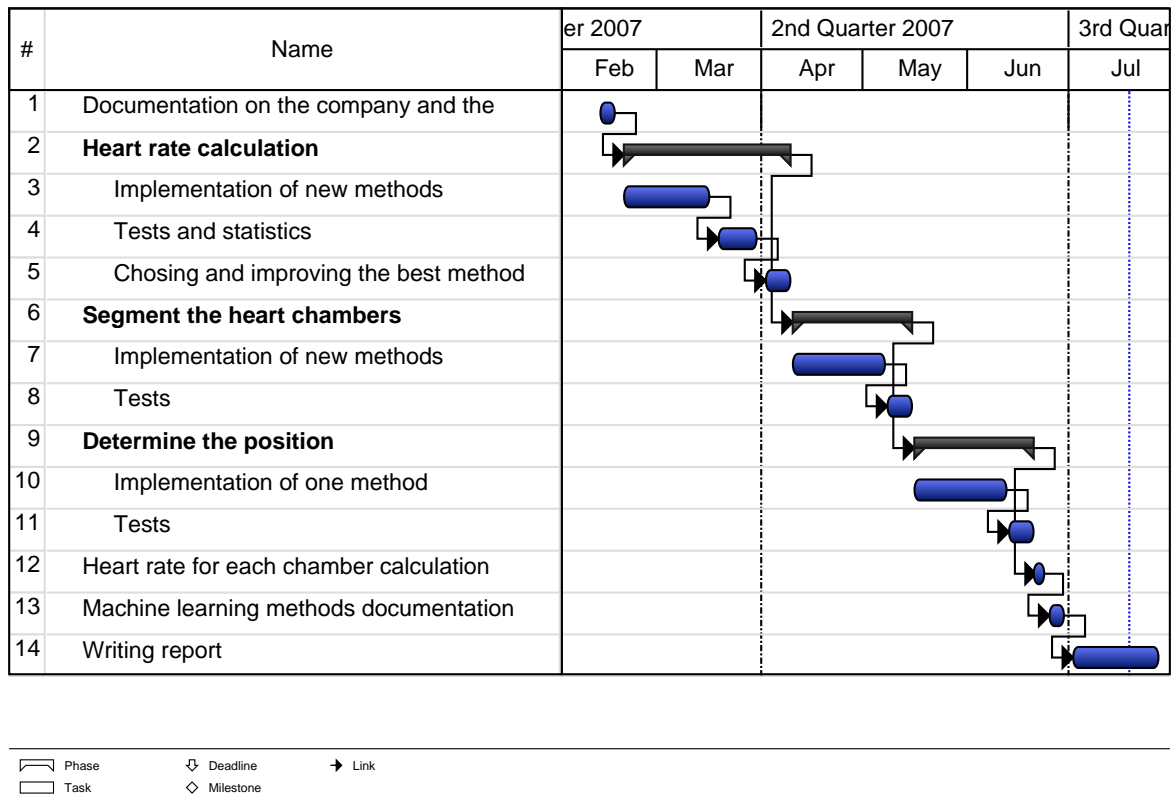 # Name er 2007 2nd Quarter 2007 3rd Quar
Feb Mar Apr May Jun Jul
1 Documentation on the company and the
2 Heart rate calculation
3 Implementation of new methods
4 Tests and statistics
5 Chosing and improving the best method
6 Segment the heart chambers
7 Implementation of new methods
8 Tests
9 Determine the position
10 Implementation of one method
11 Tests
12 Heart rate for each chamber calculation
13 Machine learning methods documentation
14 Writing report
Phase Deadline Link
Task Milestone